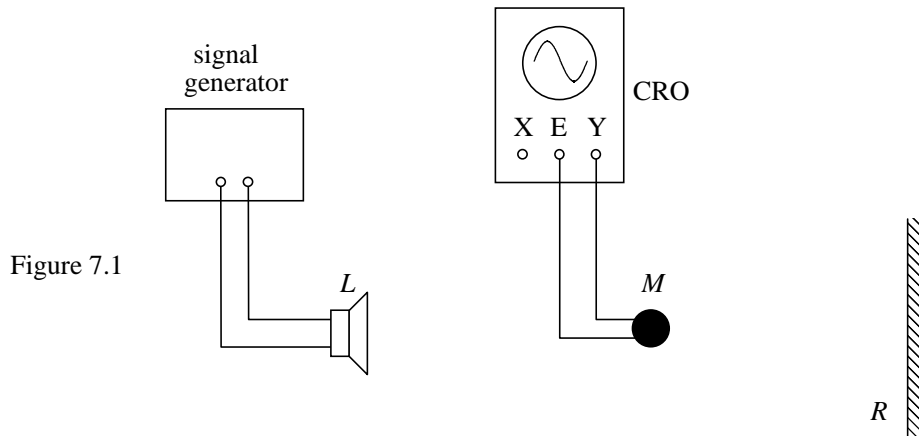 signal
generator
CRO
X E Y
Figure 7.1
L
M
R